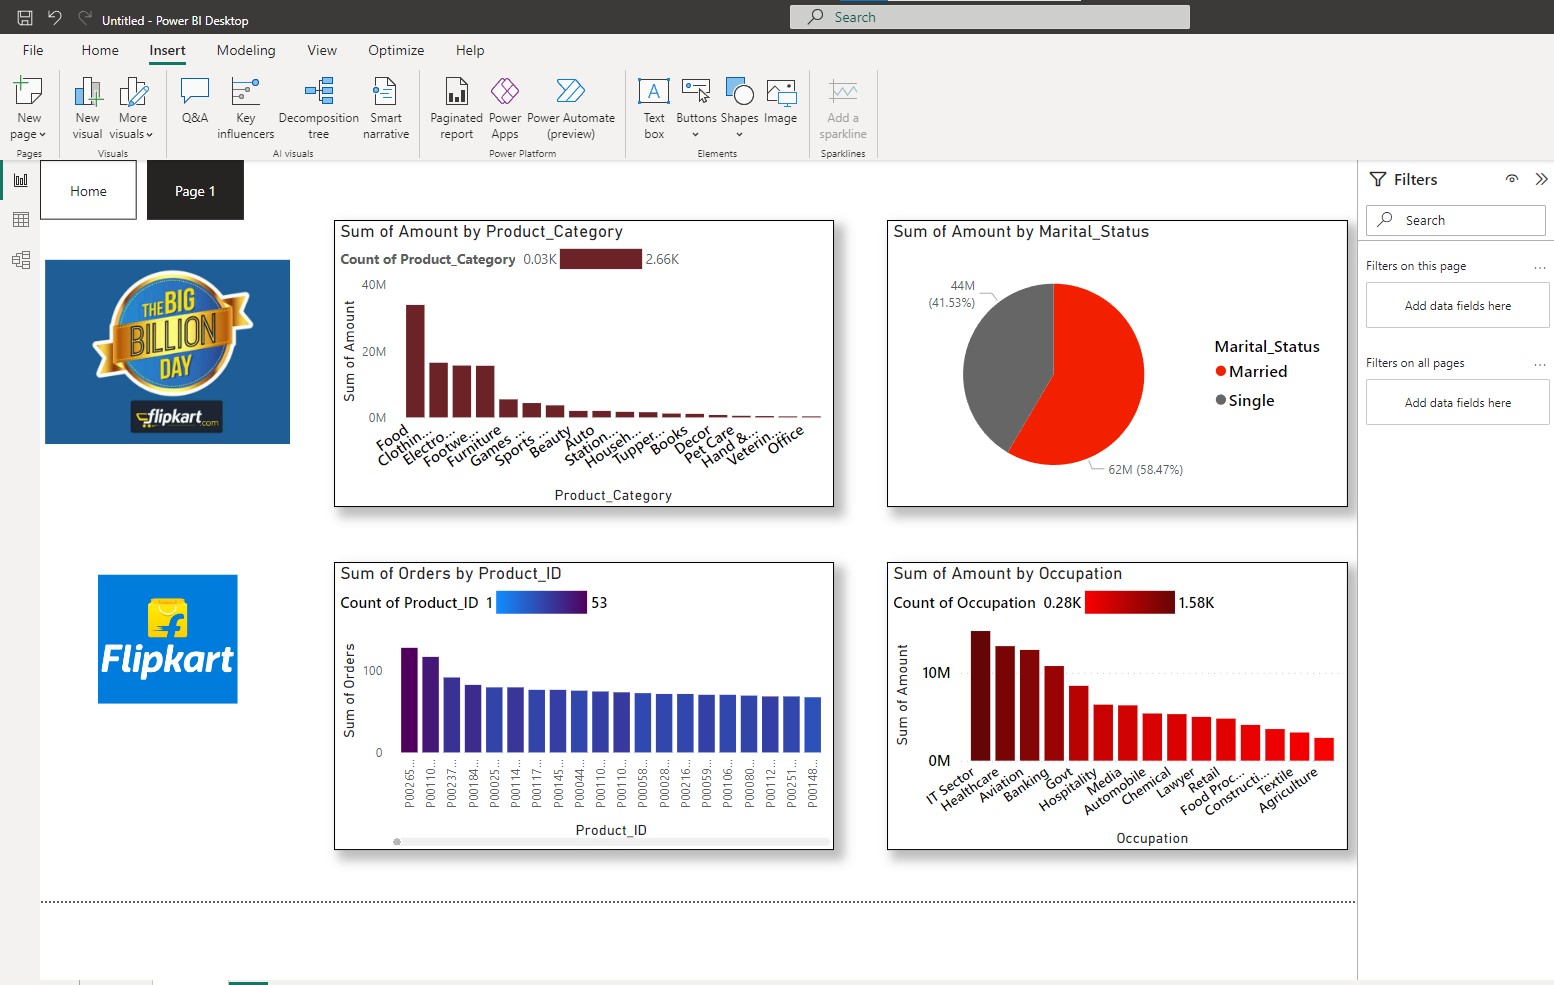 Untitled - Power BI Desktop
Search
File Home Insert Modeling View Optimize Help
New page
New visual
More visuals
Q&A
Key influencers
Decomposition tree
Smart narrative
Paginated report
Power Apps
Power Automate (preview)
Text box
Buttons
Shapes
Image
Add a sparkline
Pages
Visuals
AI visuals
Power Platform
Elements
Sparklines
Home
Page 1
THE BIG
BILLION
DAY
flipkart.com
Flipkart
Sum of Amount by Product_Category
Count of Product_Category 0.03K 2.66K
Sum of Amount
40M
20M
0M
Food
Clothin...
Electro...
Footwe...
Furniture
Games ...
Sports ...
Beauty
Auto
Station...
Househ...
Tupper...
Books
Decor
Pet Care
Hand &...
Veterin...
Office
Product_Category
Sum of Amount by Marital_Status
44M
(41.53%)
62M (58.47%)
Marital_Status
Married
Single
Sum of Orders by Product_ID
Count of Product_ID 1 53
Sum of Orders
100
0
P00265...
P00110...
P00237...
P00184...
P00025...
P00114...
P00117...
P00145...
P00044...
P00110...
P00110...
P00058...
P00028...
P00216...
P00059...
P00106...
P00080...
P00112...
P00251...
P00148...
Product_ID
Sum of Amount by Occupation
Count of Occupation 0.28K 1.58K
Sum of Amount
10M
0M
IT Sector
Healthcare
Aviation
Banking
Govt
Hospitality
Media
Automobile
Chemical
Lawyer
Retail
Food Proc...
Constructi...
Textile
Agriculture
Occupation
Filters
Search
Filters on this page
...
Add data fields here
Filters on all pages
...
Add data fields here